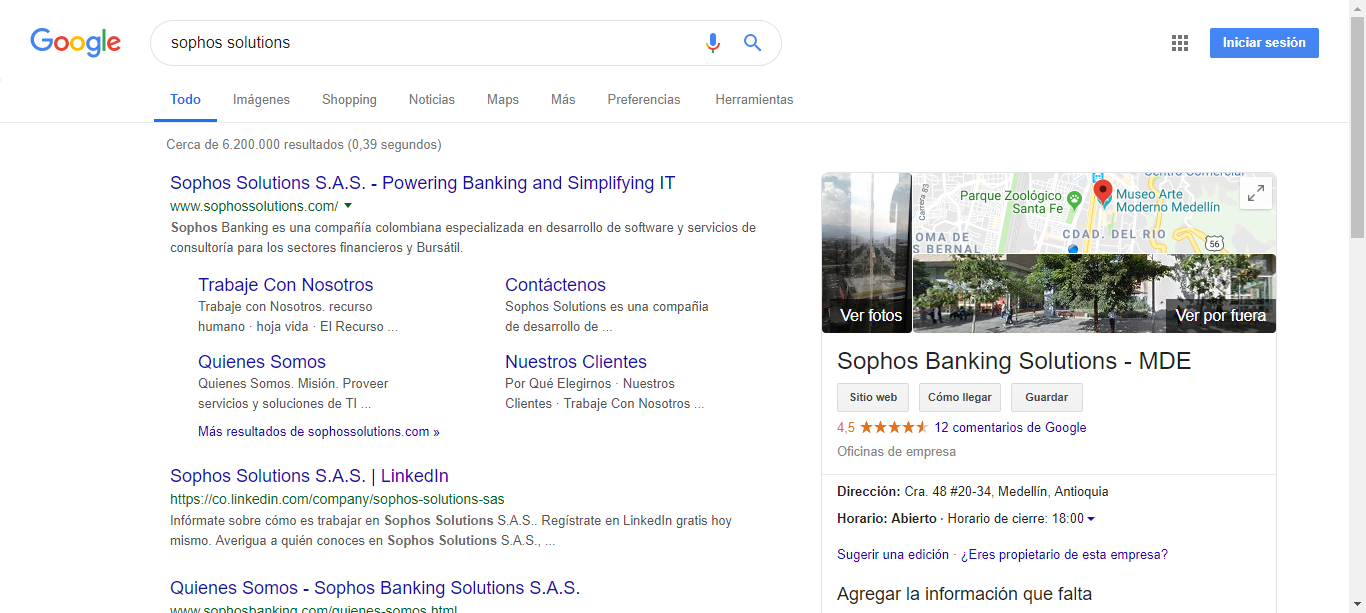 Google
sophos solutions
Iniciar sesión
Todo Imágenes Shopping Noticias Maps Más Preferencias Herramientas
Cerca de 6.200.000 resultados (0,39 segundos)
Sophos Solutions S.A.S. - Powering Banking and Simplifying IT
www.sophossolutions.com/
Sophos Banking es una compañía colombiana especializada en desarrollo de software y servicios de
consultoría para los sectores financieros y Bursátil.
Trabaje Con Nosotros
Trabaje con Nosotros. recurso
humano · hoja vida · El Recurso ...
Contáctenos
Sophos Solutions es una compañía
de desarrollo de ...
Quienes Somos
Quienes Somos. Misión. Proveer
servicios y soluciones de TI ...
Nuestros Clientes
Por Qué Elegirnos · Nuestros
Clientes · Trabaje Con Nosotros ...
Más resultados de sophossolutions.com »
Sophos Solutions S.A.S. | LinkedIn
https://co.linkedin.com/company/sophos-solutions-sas
Infórmate sobre cómo es trabajar en Sophos Solutions S.A.S.. Regístrate en LinkedIn gratis hoy
mismo. Averigua a quién conoces en Sophos Solutions S.A.S., ...
Quienes Somos - Sophos Banking Solutions S.A.S.
www.sophosbanking.com/quienes-somos.html
Centro Comercial
Carrera 83
Parque Zoológico
Santa Fe
Museo Arte
Moderno Medellín
OMA DE
S BERNAL
CDAD. DEL RIO
56
Ver fotos
Ver por fuera
Sophos Banking Solutions - MDE
Sitio web Cómo llegar Guardar
4,5 12 comentarios de Google
Oficinas de empresa
Dirección: Cra. 48 #20-34, Medellín, Antioquia
Horario: Abierto · Horario de cierre: 18:00
Sugerir una edición · ¿Eres propietario de esta empresa?
Agregar la información que falta